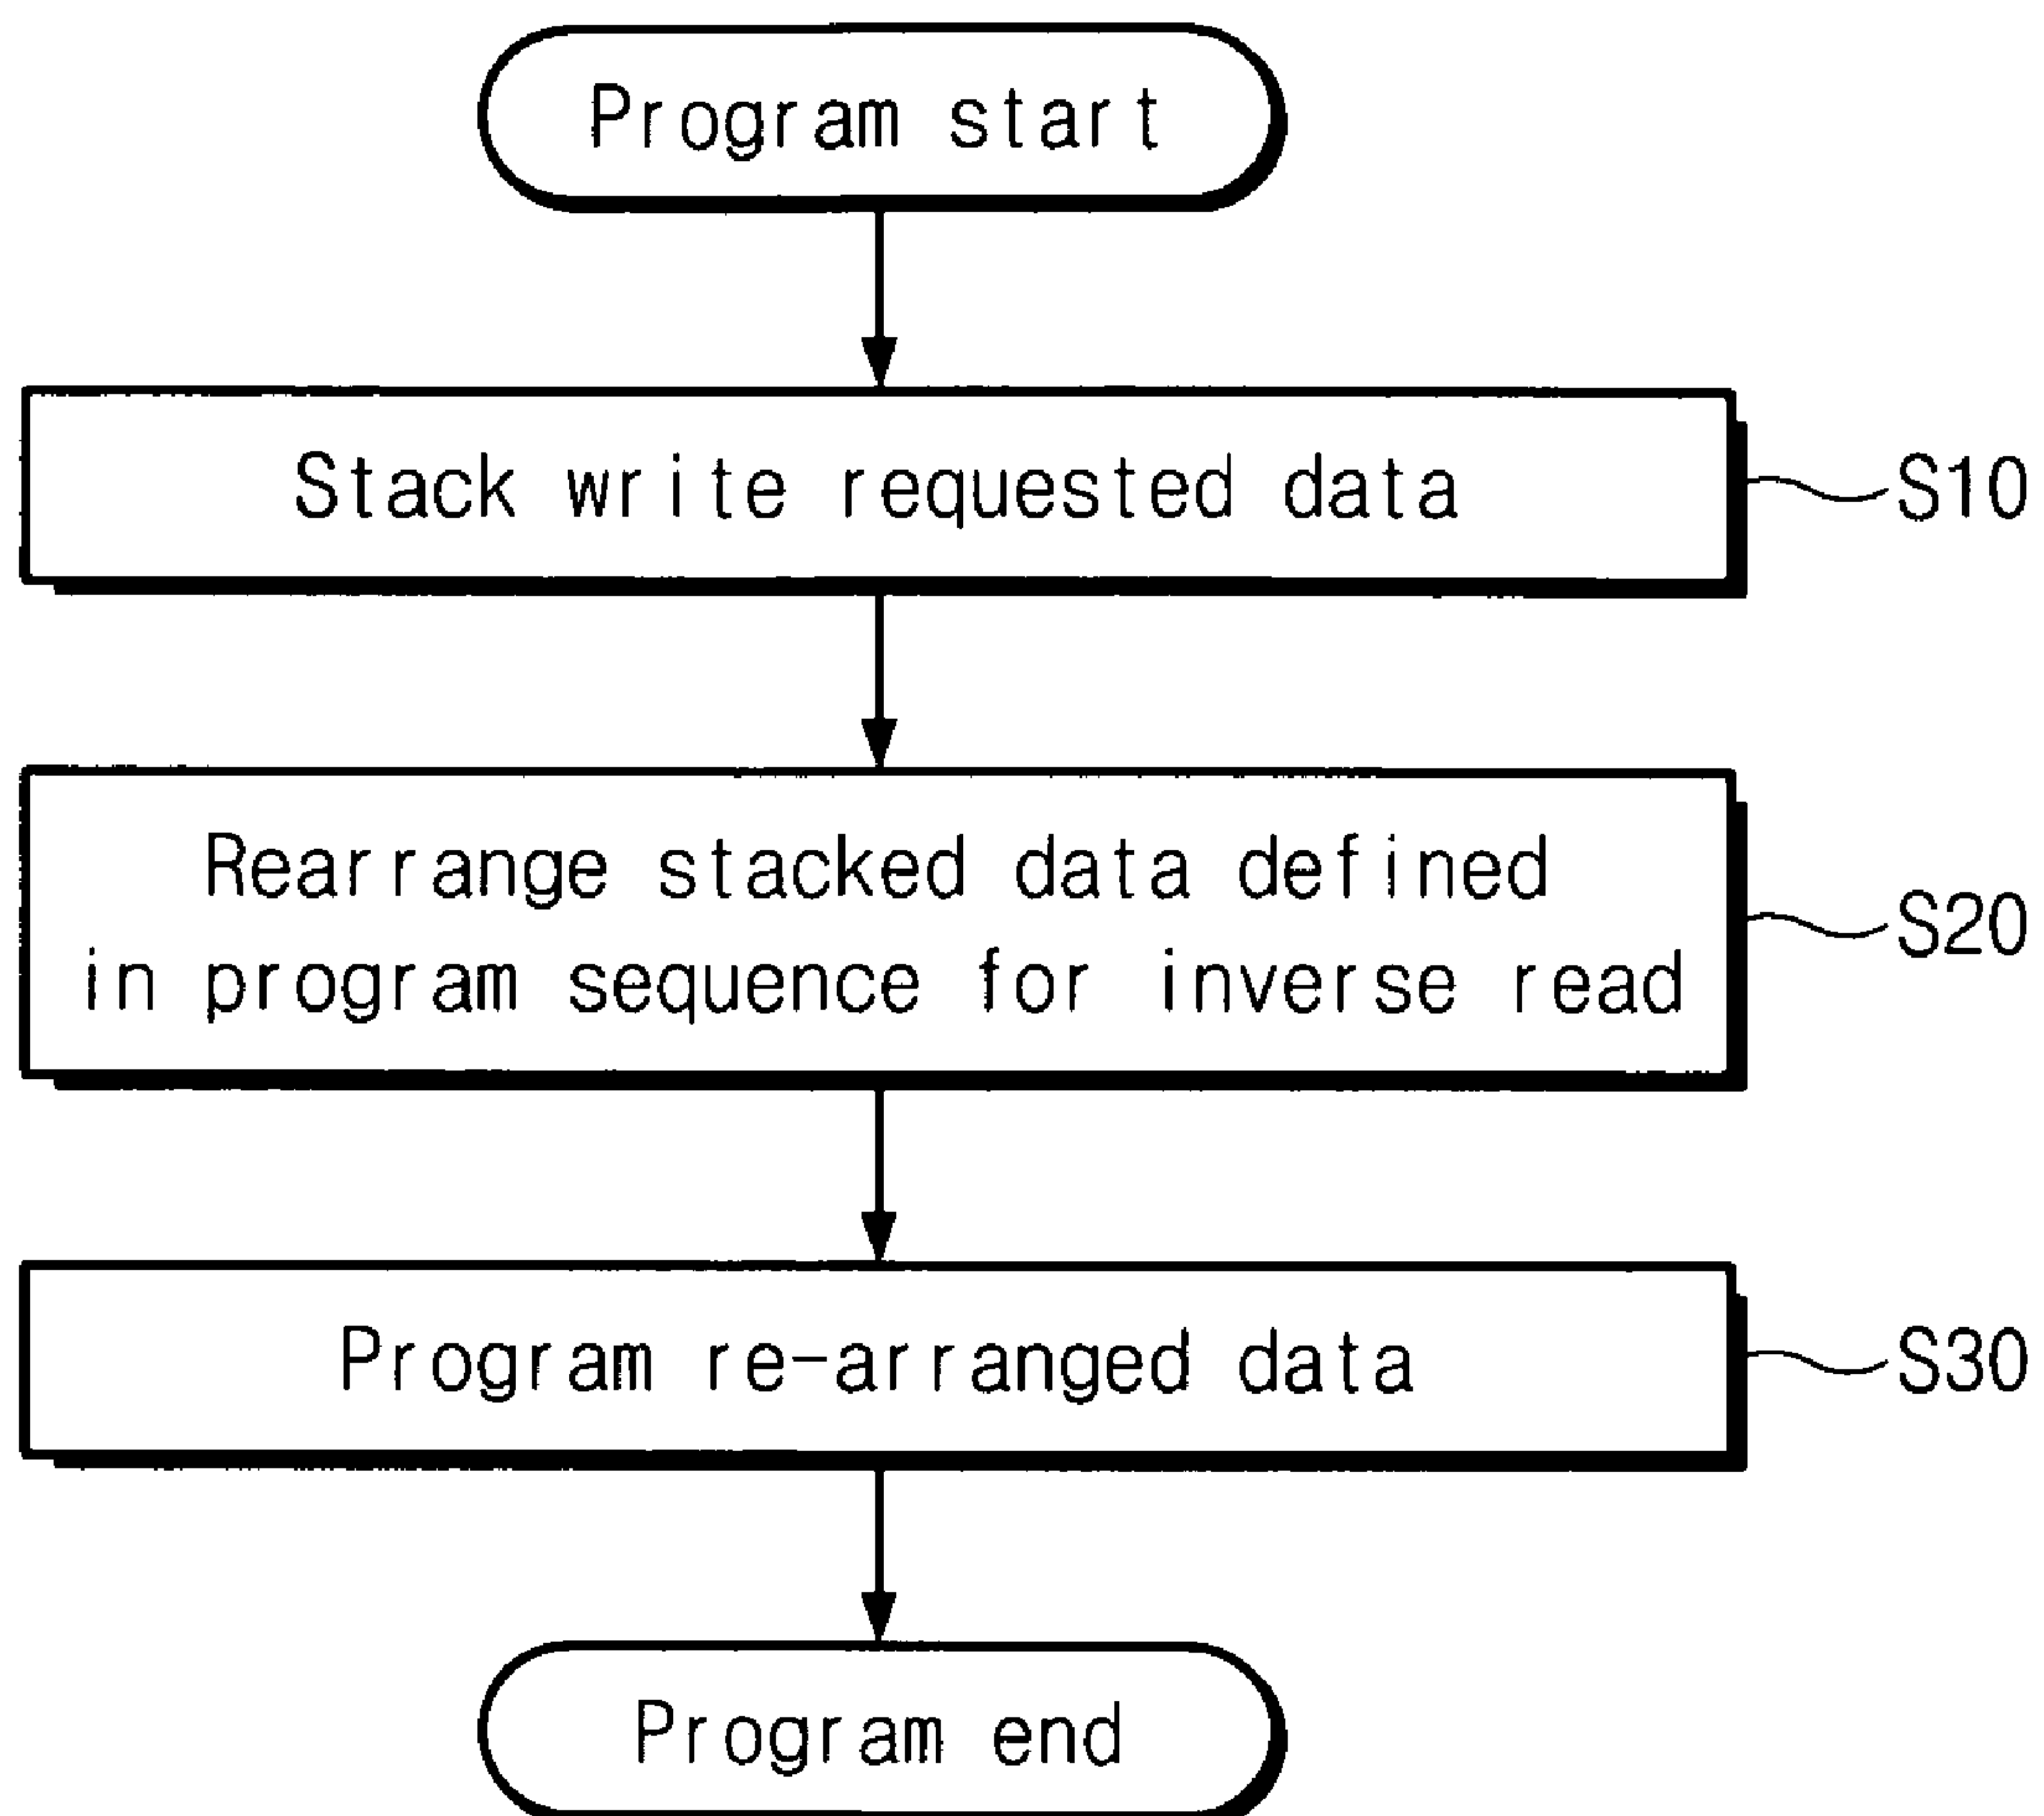 Program start
Stack write requested data
S10
Rearrange stacked data defined
in program sequence for inverse read
S20
Program re-arranged data
S30
Program end